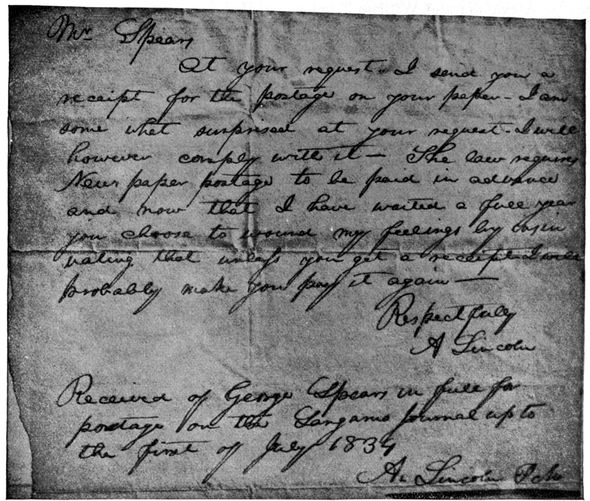 Mr Spears
At your request I send you a
receipt for the postage on your paper - I am
some what surprised at your request - I will
however comply with it - The law requires
News paper postage to be paid in advance
and now that I have waited a full year
you choose to wound my feelings by insin
uating that unless you get a receipt I will
probably make you pay it again -
Respectfully
A Lincoln
Received of George Spears in full for
postage on the Sangamo Journal up to
the first of July 1834
A. Lincoln P.M.